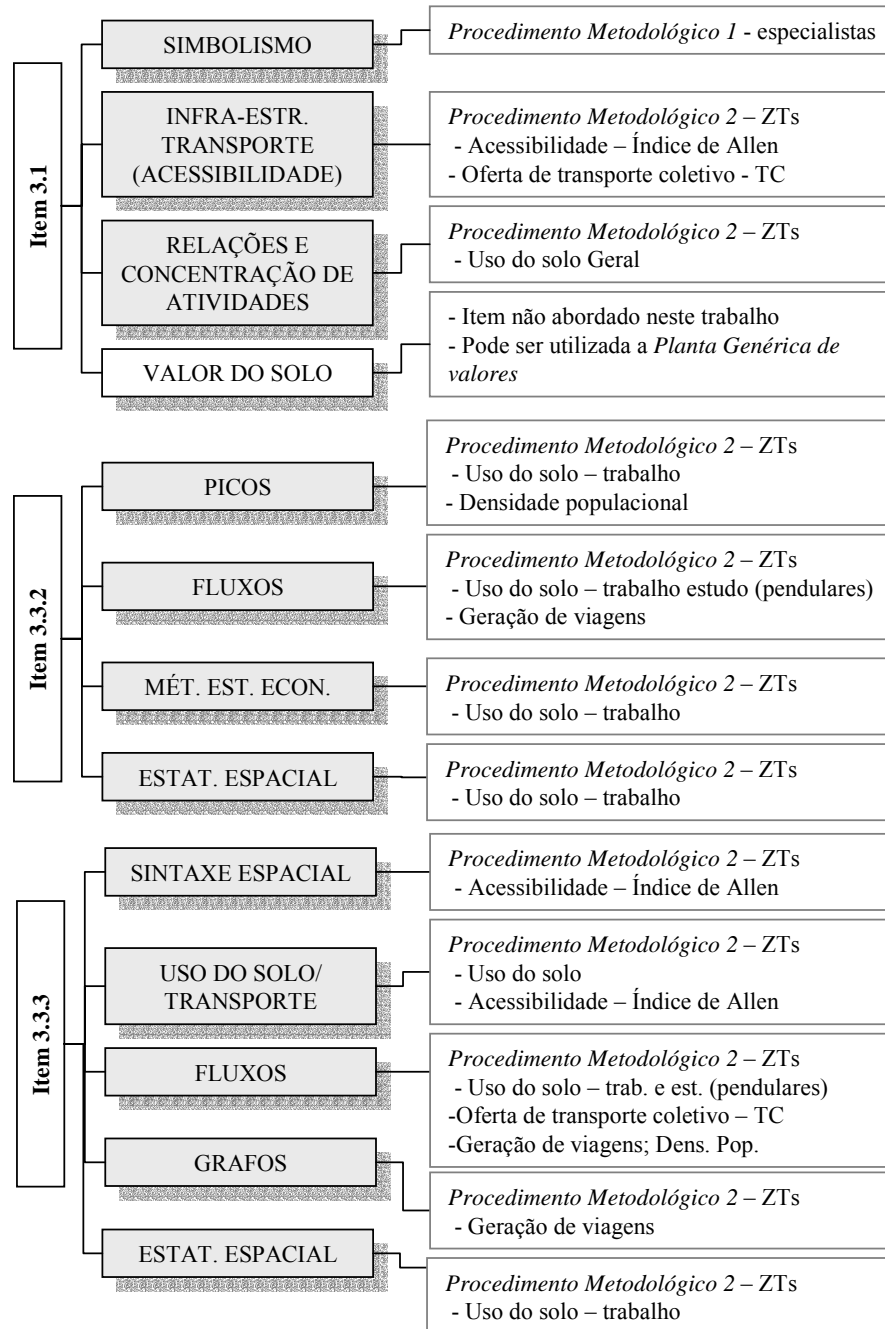 Item 3.1
SIMBOLISMO
Procedimento Metodológico 1 - especialistas
INFRA-ESTR.
TRANSPORTE
(ACESSIBILIDADE)
Procedimento Metodológico 2 – ZTs
- Acessibilidade – Índice de Allen
- Oferta de transporte coletivo - TC
RELAÇÕES E
CONCENTRAÇÃO DE
ATIVIDADES
Procedimento Metodológico 2 – ZTs
- Uso do solo Geral
VALOR DO SOLO
- Item não abordado neste trabalho
- Pode ser utilizada a Planta Genérica de
valores
Item 3.3.2
PICOS
Procedimento Metodológico 2 – ZTs
- Uso do solo – trabalho
- Densidade populacional
FLUXOS
Procedimento Metodológico 2 – ZTs
- Uso do solo – trabalho estudo (pendulares)
- Geração de viagens
MÉT. EST. ECON.
Procedimento Metodológico 2 – ZTs
- Uso do solo – trabalho
ESTAT. ESPACIAL
Procedimento Metodológico 2 – ZTs
- Uso do solo – trabalho
Item 3.3.3
SINTAXE ESPACIAL
Procedimento Metodológico 2 – ZTs
- Acessibilidade – Índice de Allen
USO DO SOLO/
TRANSPORTE
Procedimento Metodológico 2 – ZTs
- Uso do solo
- Acessibilidade – Índice de Allen
FLUXOS
Procedimento Metodológico 2 – ZTs
- Uso do solo – trab. e est. (pendulares)
-Oferta de transporte coletivo – TC
-Geração de viagens; Dens. Pop.
GRAFOS
Procedimento Metodológico 2 – ZTs
- Geração de viagens
ESTAT. ESPACIAL
Procedimento Metodológico 2 – ZTs
- Uso do solo – trabalho